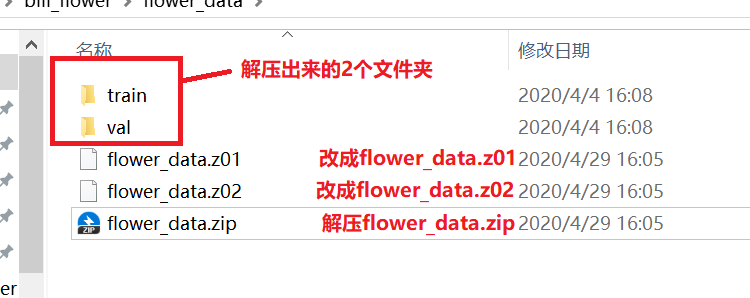 bill_flower › flower_data ›
名称
修改日期
解压出来的2个文件夹
train
2020/4/4 16:08
val
2020/4/4 16:08
flower_data.z01
改成flower_data.z01
2020/4/29 16:05
flower_data.z02
改成flower_data.z02
2020/4/29 16:05
flower_data.zip
解压flower_data.zip
2020/4/29 16:05
ZIP
er